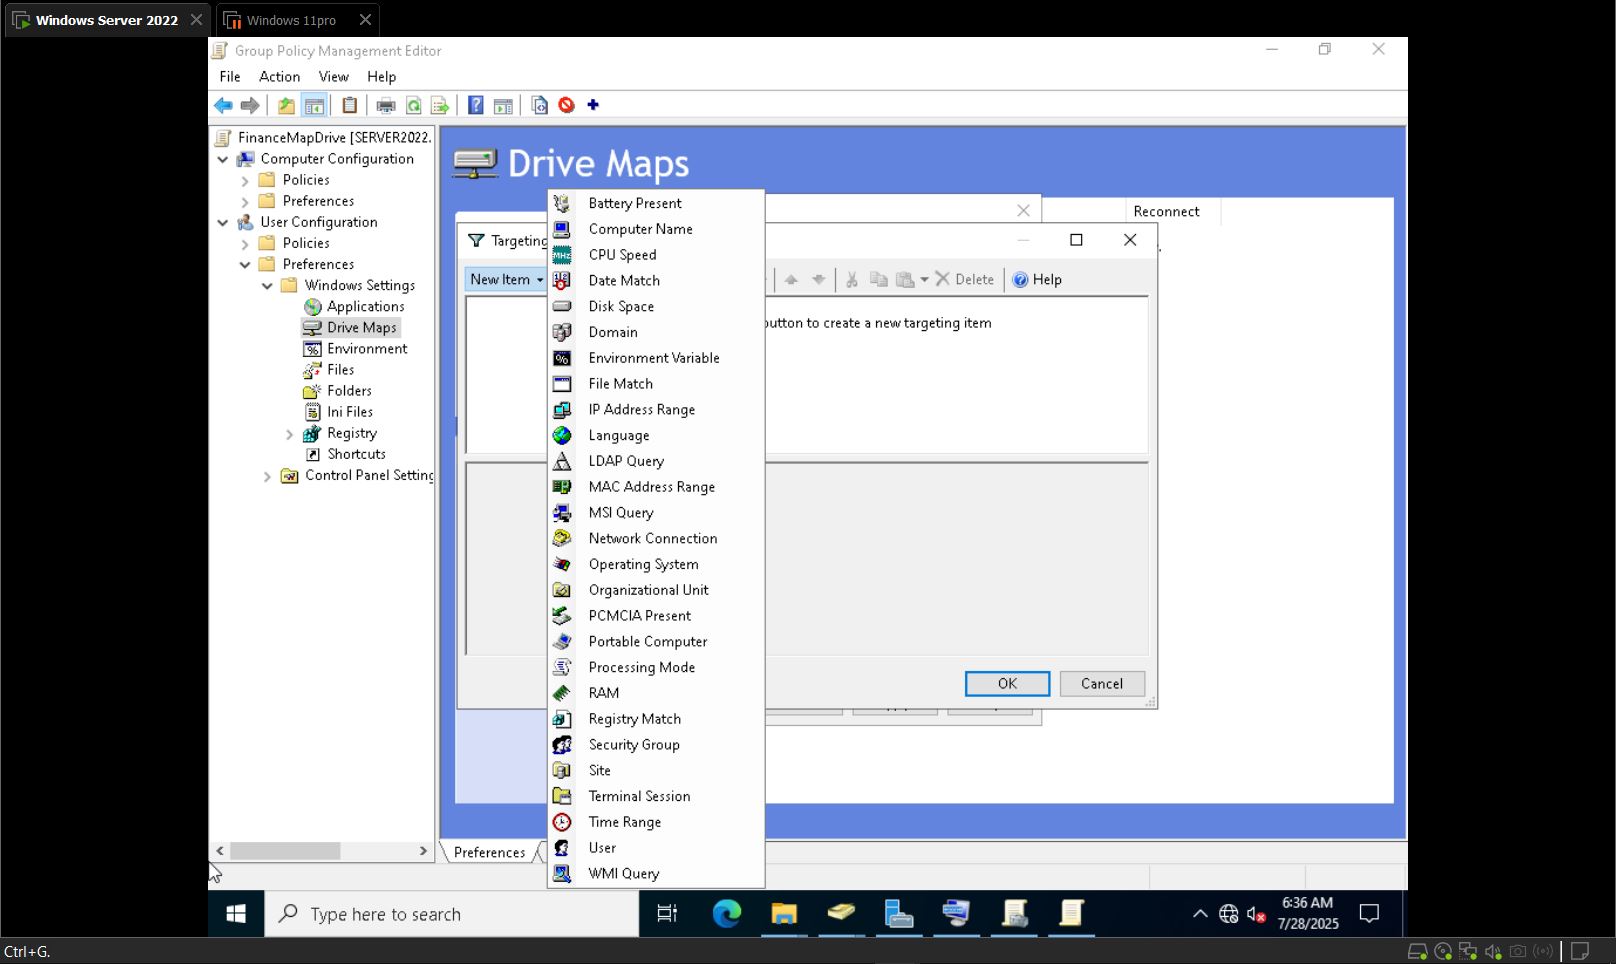 Windows Server 2022
Windows 11pro
Group Policy Management Editor
File Action View Help
FinanceMapDrive [SERVER2022.
Computer Configuration
Policies
Preferences
User Configuration
Policies
Preferences
Windows Settings
Applications
Drive Maps
Environment
Files
Folders
Ini Files
Registry
Shortcuts
Control Panel Setting
Drive Maps
Reconnect
Targeting
New Item
Delete
Help
button to create a new targeting item
Battery Present
Computer Name
CPU Speed
Date Match
Disk Space
Domain
Environment Variable
File Match
IP Address Range
Language
LDAP Query
MAC Address Range
MSI Query
Network Connection
Operating System
Organizational Unit
PCMCIA Present
Portable Computer
Processing Mode
RAM
Registry Match
Security Group
Site
Terminal Session
Time Range
User
WMI Query
OK
Cancel
Preferences
Type here to search
6:36 AM
7/28/2025
Ctrl+G.